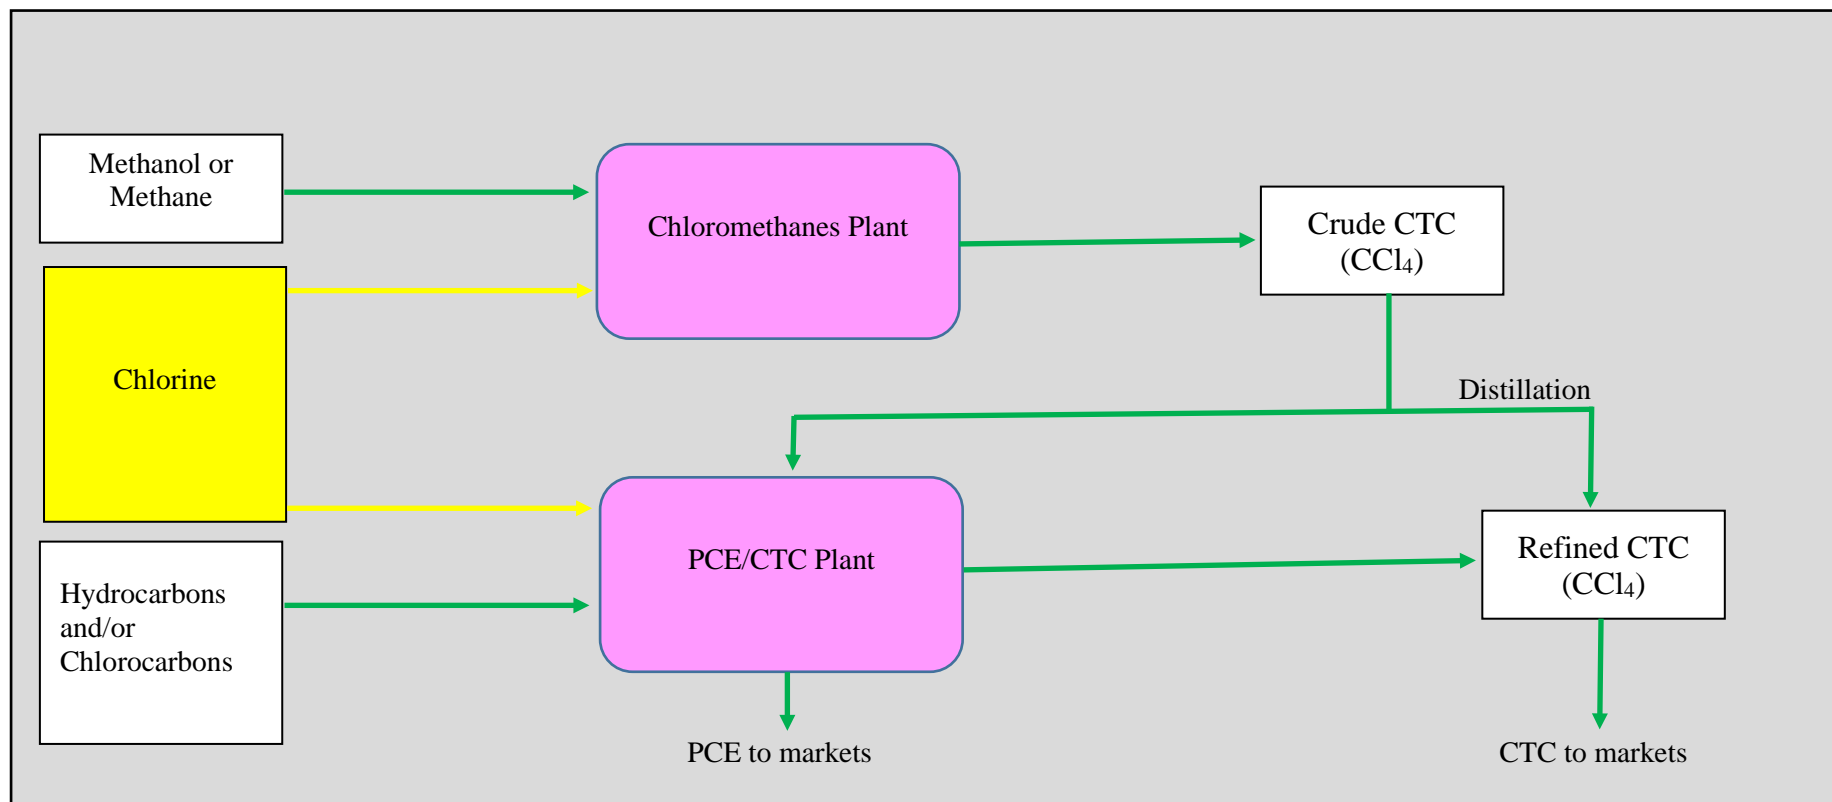 Methanol or
Methane
Chloromethanes Plant
Crude CTC
(CCl₄)
Chlorine
Distillation
PCE/CTC Plant
Refined CTC
(CCl₄)
Hydrocarbons
and/or
Chlorocarbons
PCE to markets
CTC to markets